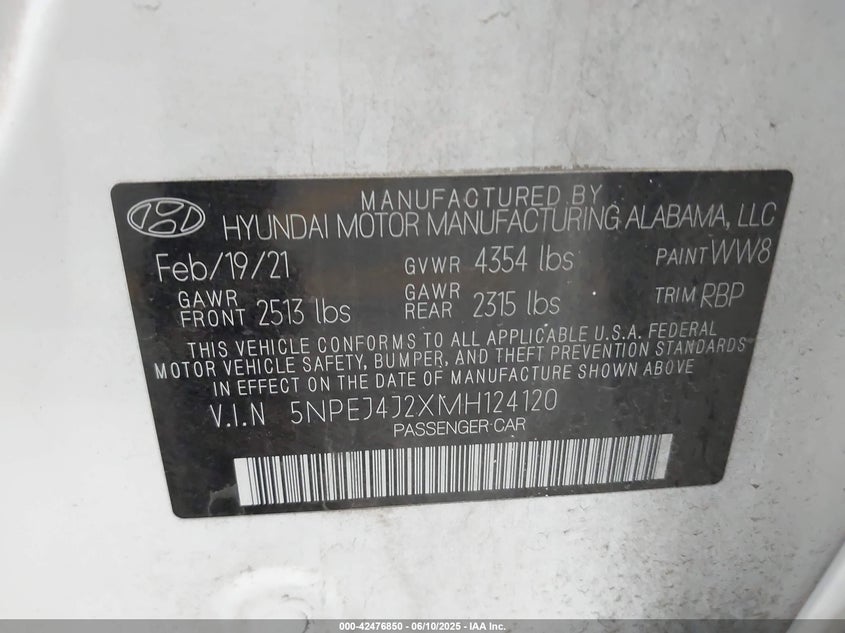 MANUFACTURED BY
HYUNDAI MOTOR MANUFACTURING ALABAMA, LLC
Feb/19/21 GVWR 4354 lbs PAINT WW8
GAWR FRONT 2513 lbs GAWR REAR 2315 lbs TRIM RBP
THIS VEHICLE CONFORMS TO ALL APPLICABLE U.S.A. FEDERAL
MOTOR VEHICLE SAFETY, BUMPER, AND THEFT PREVENTION STANDARDS
IN EFFECT ON THE DATE OF MANUFACTURE SHOWN ABOVE
V.I.N 5NPEJ4J2XMH124120
PASSENGER CAR
000-42476850 - 06/10/2025 - IAA Inc.